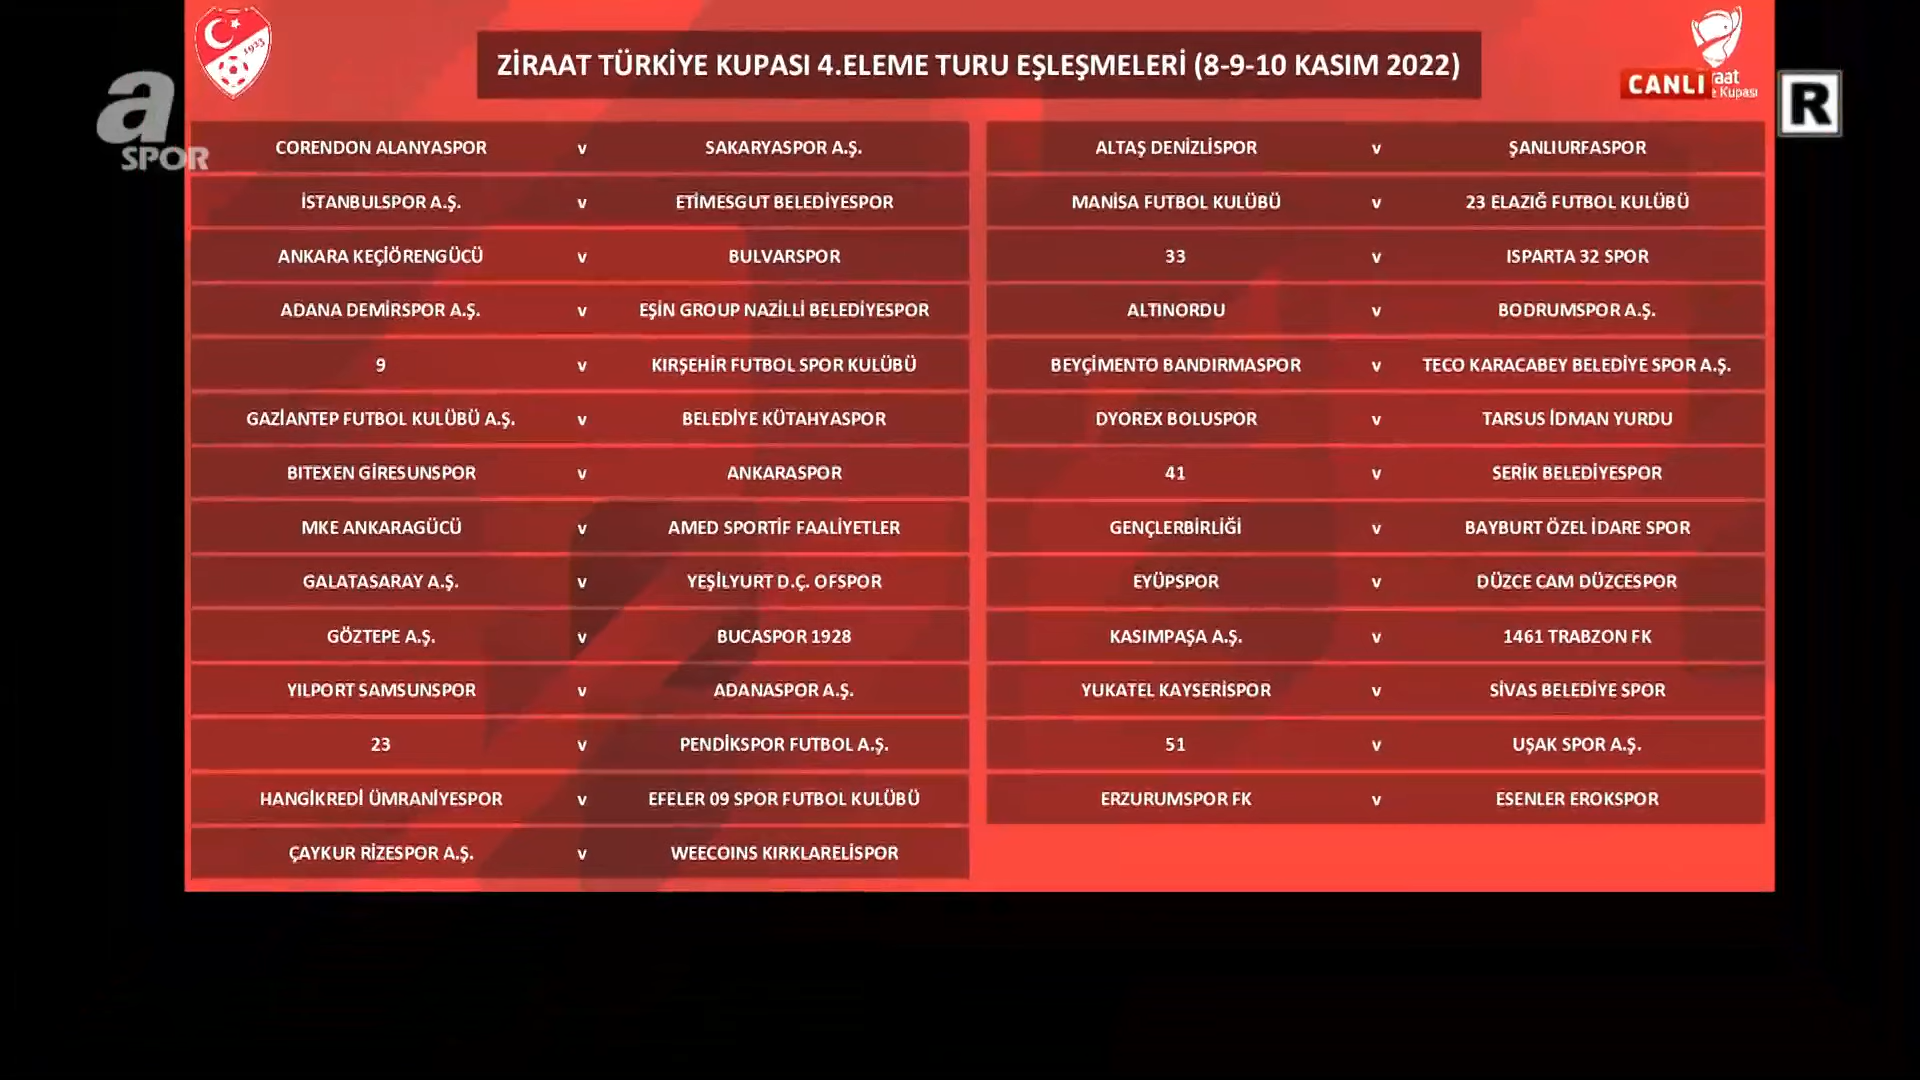 1923
ZİRAAT TÜRKİYE KUPASI 4.ELEME TURU EŞLEŞMELERİ (8-9-10 KASIM 2022)
a
SPOR
CANLI
raat
Kupası
R
CORENDON ALANYASPOR v SAKARYASPOR A.Ş.
İSTANBULSPOR A.Ş. v ETİMESGUT BELEDİYESPOR
ANKARA KEÇİÖRENGÜCÜ v BULVARSPOR
ADANA DEMİRSPOR A.Ş. v EŞİN GROUP NAZİLLİ BELEDİYESPOR
9 v KIRŞEHİR FUTBOL SPOR KULÜBÜ
GAZİANTEP FUTBOL KULÜBÜ A.Ş. v BELEDİYE KÜTAHYASPOR
BITEXEN GİRESUNSPOR v ANKARASPOR
MKE ANKARAGÜCÜ v AMED SPORTİF FAALİYETLER
GALATASARAY A.Ş. v YEŞİLYURT D.Ç. OFSPOR
GÖZTEPE A.Ş. v BUCASPOR 1928
YILPORT SAMSUNSPOR v ADANASPOR A.Ş.
23 v PENDİKSPOR FUTBOL A.Ş.
HANGİKREDİ ÜMRANİYESPOR v EFELER 09 SPOR FUTBOL KULÜBÜ
ÇAYKUR RİZESPOR A.Ş. v WEECOINS KIRKLARELİSPOR
ALTAŞ DENİZLİSPOR v ŞANLIURFASPOR
MANİSA FUTBOL KULÜBÜ v 23 ELAZIĞ FUTBOL KULÜBÜ
33 v ISPARTA 32 SPOR
ALTINORDU v BODRUMSPOR A.Ş.
BEYÇİMENTO BANDIRMASPOR v TECO KARACABEY BELEDİYE SPOR A.Ş.
DYOREX BOLUSPOR v TARSUS İDMAN YURDU
41 v SERİK BELEDİYESPOR
GENÇLERBİRLİĞİ v BAYBURT ÖZEL İDARE SPOR
EYÜPSPOR v DÜZCE CAM DÜZCESPOR
KASIMPAŞA A.Ş. v 1461 TRABZON FK
YUKATEL KAYSERİSPOR v SİVAS BELEDİYE SPOR
51 v UŞAK SPOR A.Ş.
ERZURUMSPOR FK v ESENLER EROKSPOR